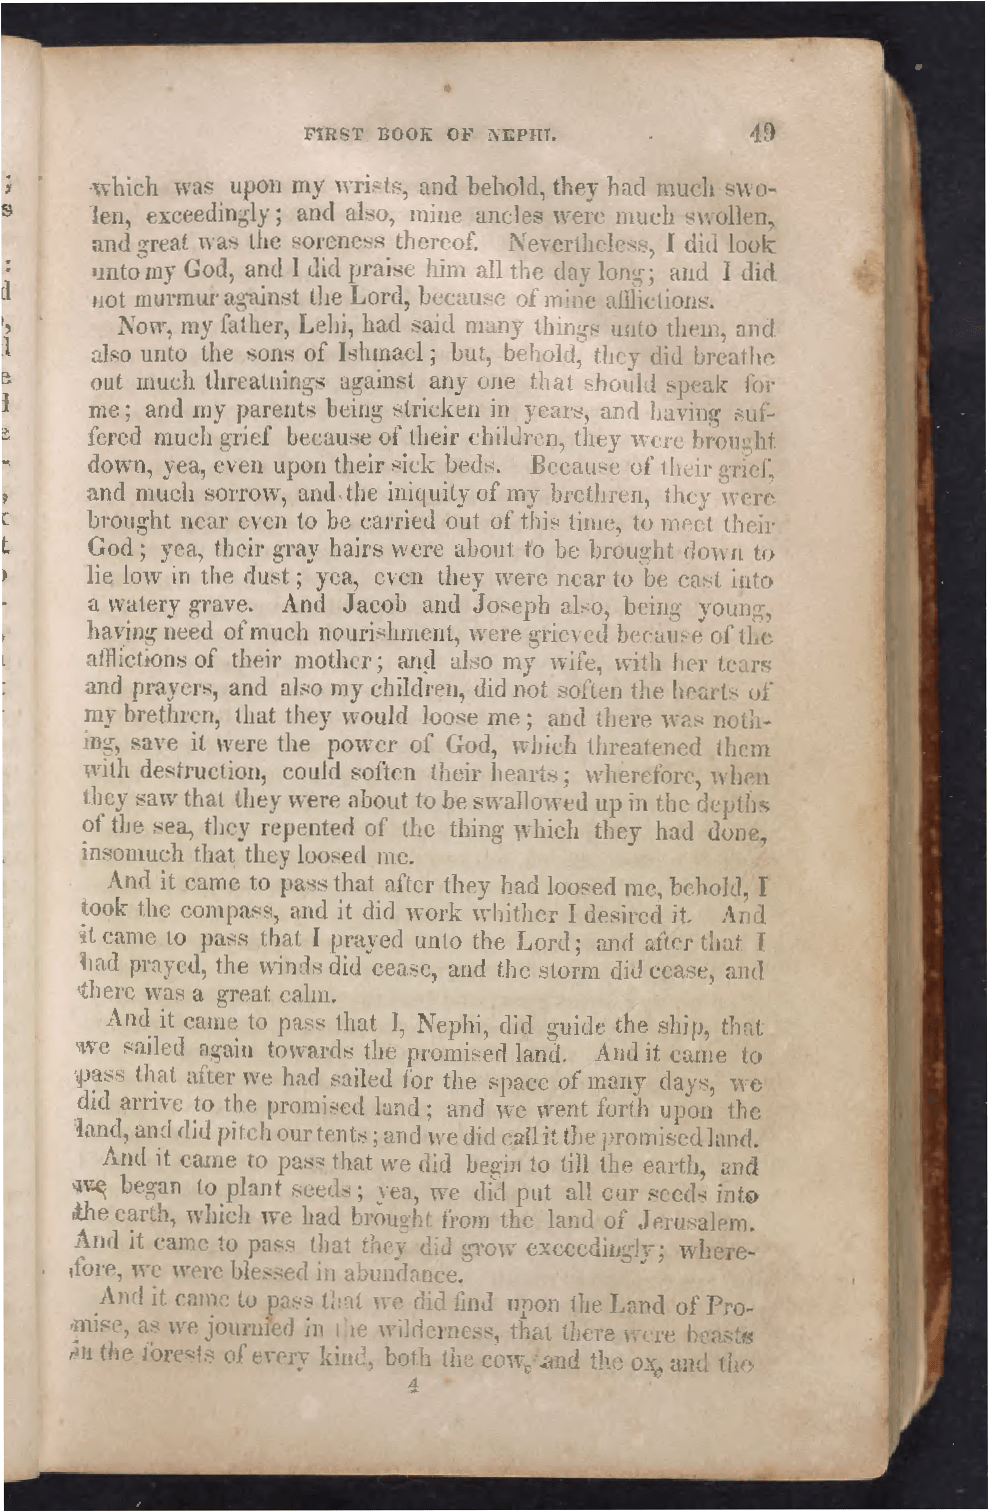 FIRST BOOK OF NEPHI. 49
which was upon my wrists, and behold, they had much swo-
len, exceedingly; and also, mine ancles were much swollen,
and great was the soreness thereof. Nevertheless, I did look
unto my God, and I did praise him all the day long; and I did
not murmur against the Lord, because of mine afflictions.
Now, my father, Lehi, had said many things unto them, and
also unto the sons of Ishmael; but, behold, they did breathe
out much threatnings against any one that should speak for
me; and my parents being stricken in years, and having suf-
fered much grief because of their children, they were brought
down, yea, even upon their sick beds. Because of their grief,
and much sorrow, and the iniquity of my brethren, they were
brought near even to be carried out of this time, to meet their
God; yea, their gray hairs were about to be brought down to
lie low in the dust; yea, even they were near to be cast into
a watery grave. And Jacob and Joseph also, being young,
having need of much nourishment, were grieved because of the
afflictions of their mother; and also my wife, with her tears
and prayers, and also my children, did not soften the hearts of
my brethren, that they would loose me; and there was noth-
ing, save it were the power of God, which threatened them
with destruction, could soften their hearts; wherefore, when
they saw that they were about to be swallowed up in the depths
of the sea, they repented of the thing which they had done,
insomuch that they loosed me.
And it came to pass that after they had loosed me, behold, I
took the compass, and it did work whither I desired it. And
it came to pass that I prayed unto the Lord; and after that I
had prayed, the winds did cease, and the storm did cease, and
there was a great calm.
And it came to pass that I, Nephi, did guide the ship, that
we sailed again towards the promised land. And it came to
pass that after we had sailed for the space of many days, we
did arrive to the promised land; and we went forth upon the
land, and did pitch our tents; and we did call it the promised land.
And it came to pass that we did begin to till the earth, and
we began to plant seeds; yea, we did put all our seeds into
the earth, which we had brought from the land of Jerusalem.
And it came to pass that they did grow exceedingly; where-
fore, we were blessed in abundance.
And it came to pass that we did find upon the Land of Pro-
mise, as we journied in the wilderness, that there were beasts
in the forests of every kind, both the cow, and the ox, and the
4